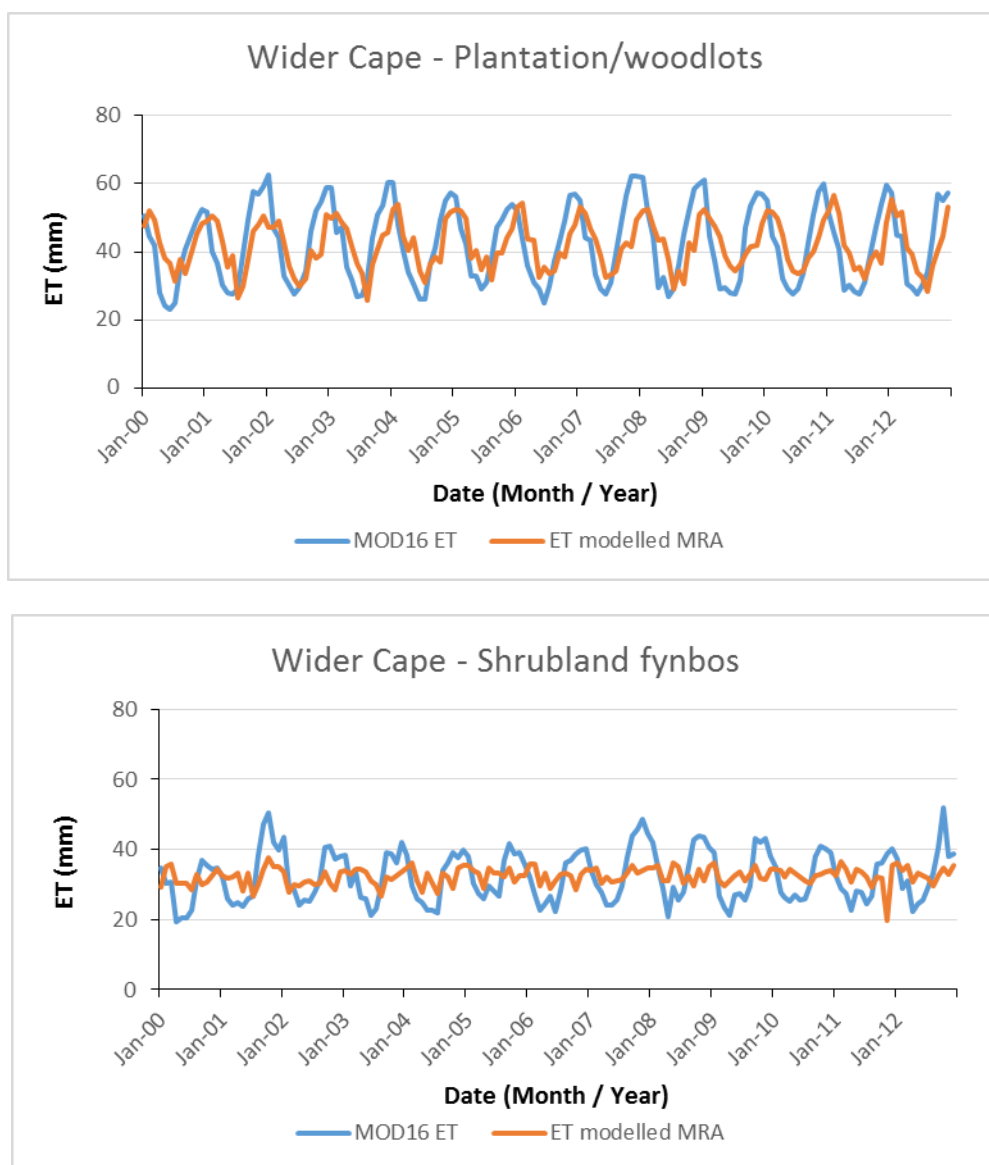 Wider Cape - Plantation/woodlots
80
60
40
20
0
ET (mm)
Jan-00 Jan-01 Jan-02 Jan-03 Jan-04 Jan-05 Jan-06 Jan-07 Jan-08 Jan-09 Jan-10 Jan-11 Jan-12
Date (Month / Year)
MOD16 ET ET modelled MRA
Wider Cape - Shrubland fynbos
80
60
40
20
0
ET (mm)
Jan-00 Jan-01 Jan-02 Jan-03 Jan-04 Jan-05 Jan-06 Jan-07 Jan-08 Jan-09 Jan-10 Jan-11 Jan-12
Date (Month / Year)
MOD16 ET ET modelled MRA